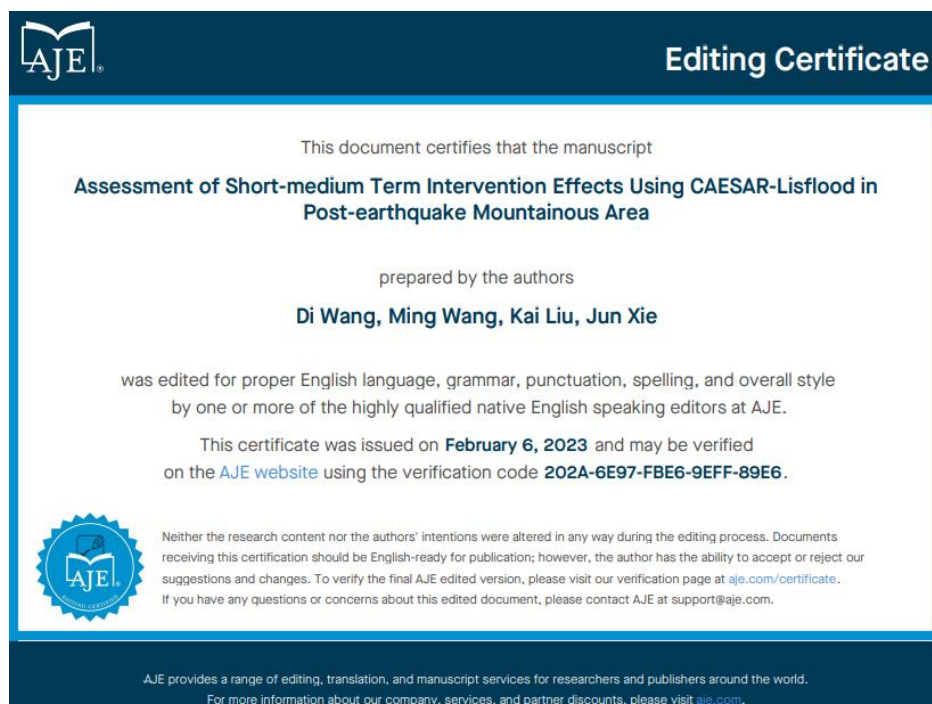 AJE®
Editing Certificate
This document certifies that the manuscript
Assessment of Short-medium Term Intervention Effects Using CAESAR-Lisflood in
Post-earthquake Mountainous Area
prepared by the authors
Di Wang, Ming Wang, Kai Liu, Jun Xie
was edited for proper English language, grammar, punctuation, spelling, and overall style
by one or more of the highly qualified native English speaking editors at AJE.
This certificate was issued on February 6, 2023 and may be verified
on the AJE website using the verification code 202A-6E97-FBE6-9EFF-89E6.
Neither the research content nor the authors' intentions were altered in any way during the editing process. Documents
receiving this certification should be English-ready for publication; however, the author has the ability to accept or reject our
suggestions and changes. To verify the final AJE edited version, please visit our verification page at aje.com/certificate.
If you have any questions or concerns about this edited document, please contact AJE at support@aje.com.
AJE.
EDITING CERTIFIED
AJE provides a range of editing, translation, and manuscript services for researchers and publishers around the world.
For more information about our company, services, and partner discounts, please visit aje.com.